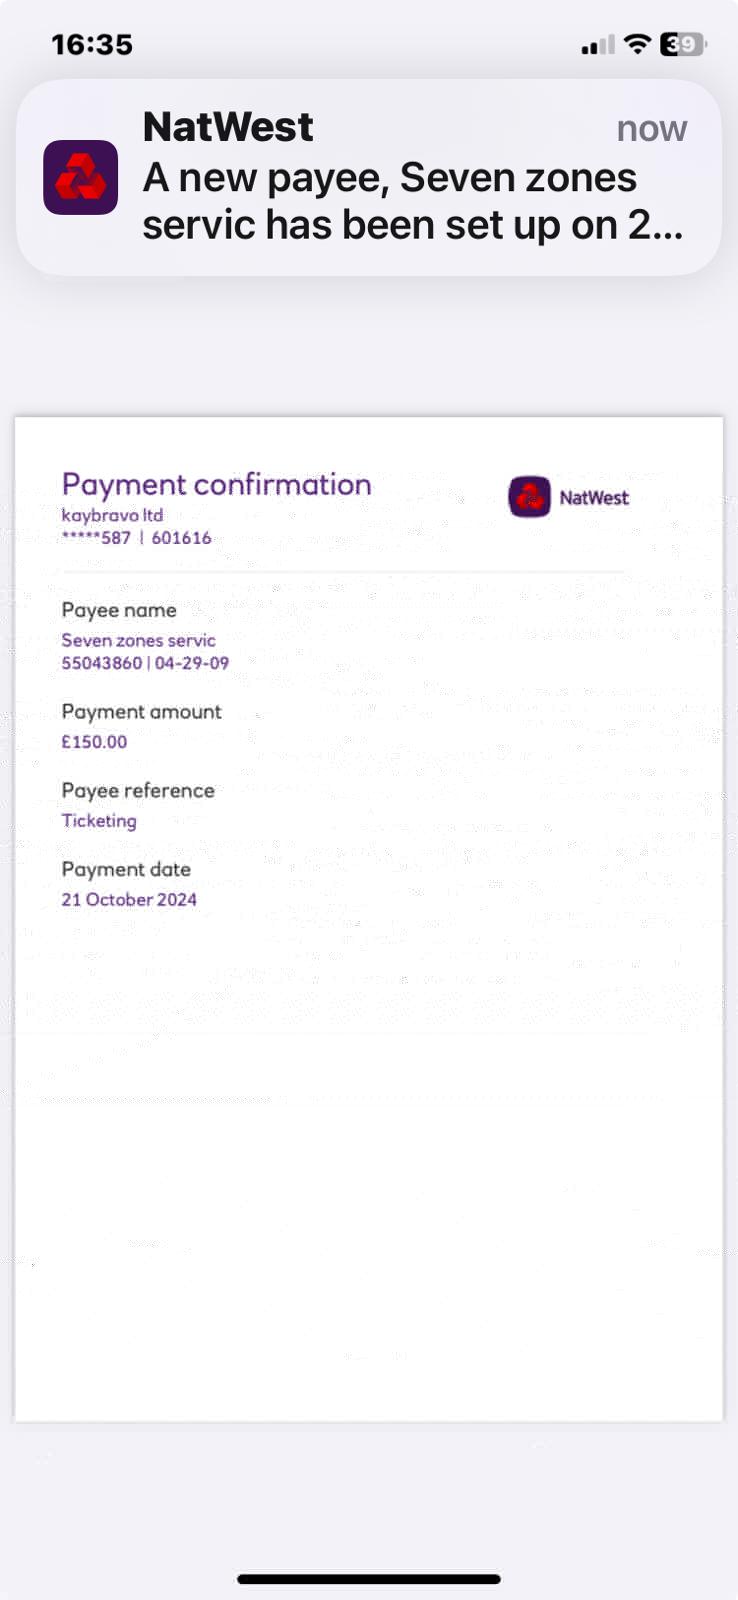 16:35
39
NatWest
now
A new payee, Seven zones
servic has been set up on 2...
Payment confirmation
NatWest
kaybravo ltd
*****587 | 601616
Payee name
Seven zones servic
55043860 | 04-29-09
Payment amount
£150.00
Payee reference
Ticketing
Payment date
21 October 2024